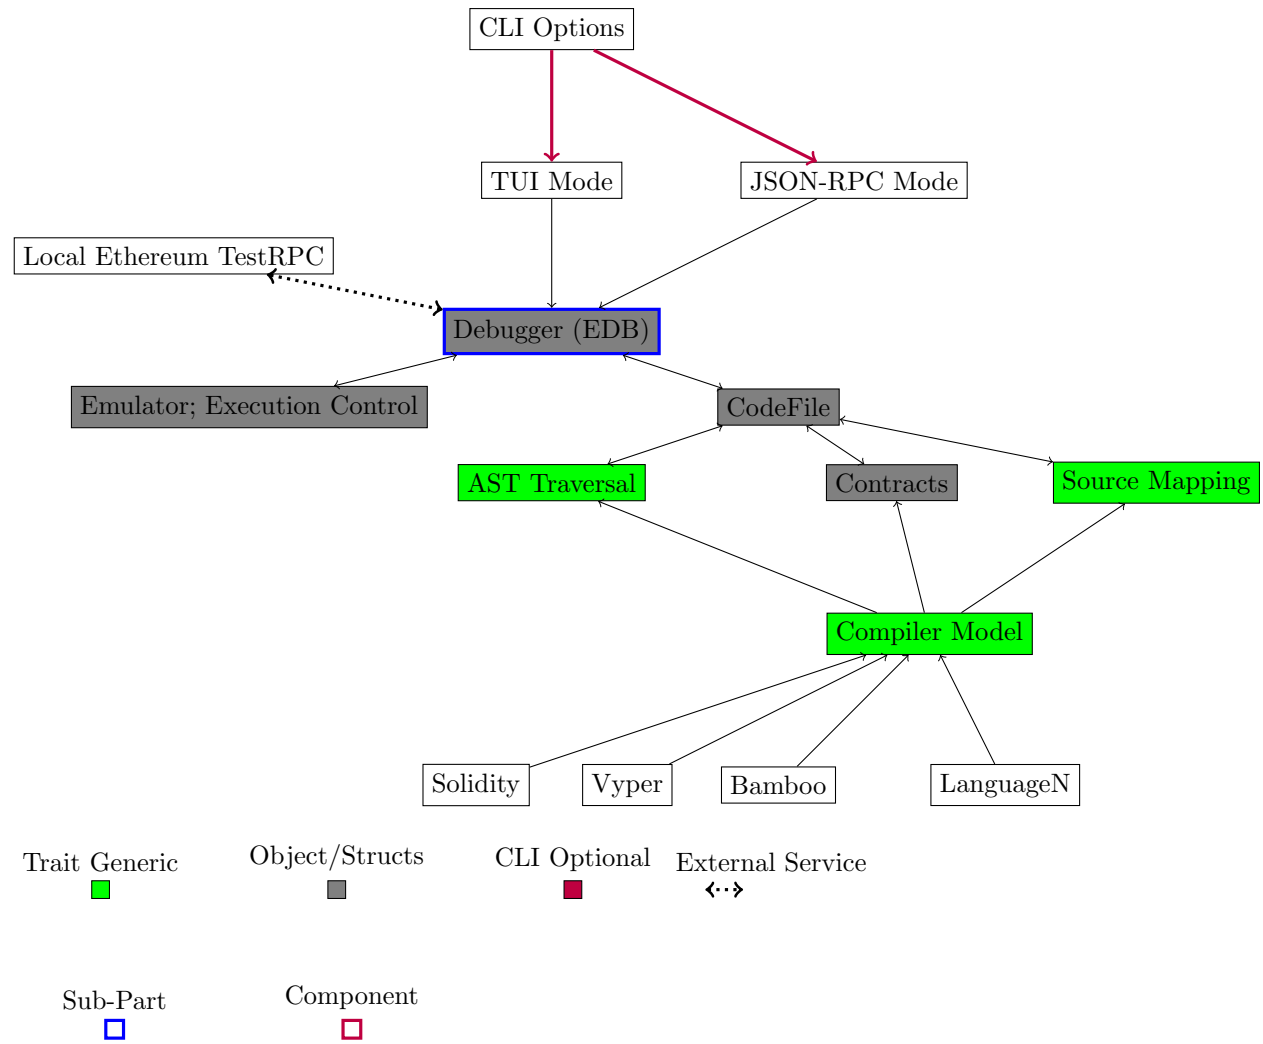 CLI Options
TUI Mode
JSON-RPC Mode
Local Ethereum TestRPC
Debugger (EDB)
Emulator; Execution Control
CodeFile
AST Traversal
Contracts
Source Mapping
Compiler Model
Solidity
Vyper
Bamboo
LanguageN
Trait Generic
Object/Structs
CLI Optional
External Service
Sub-Part
Component